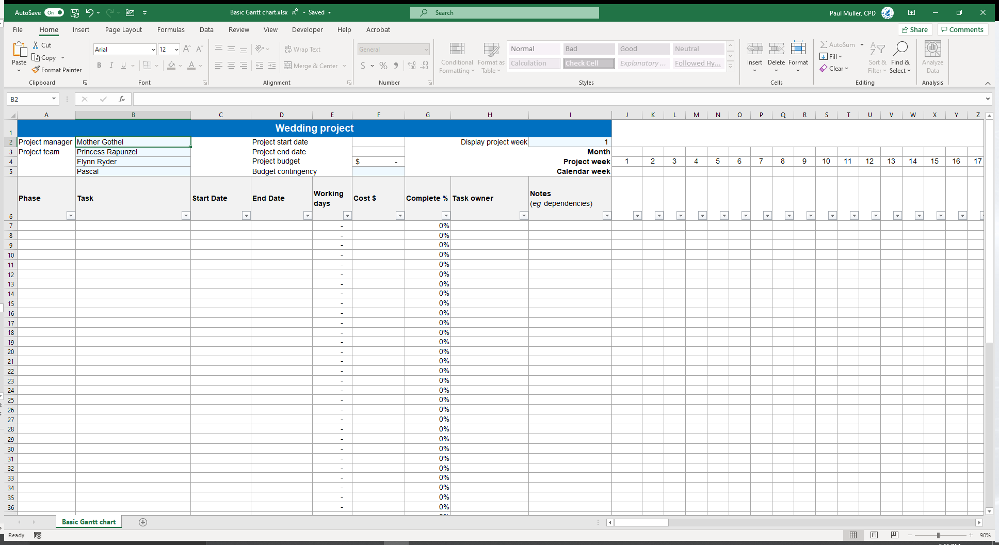 AutoSave On Basic Gantt chart.xlsx - Saved Search Paul Muller, CPD
File Home Insert Page Layout Formulas Data Review View Developer Help Acrobat Share Comments
Paste Cut Copy Format Painter Clipboard
Arial 12 B I U Font
Wrap Text Merge & Center Alignment
General $ % Number
Conditional Formatting Format as Table
Normal Bad Good Neutral
Calculation Check Cell Explanatory ... Followed Hy...
Styles
Insert Delete Format Cells
AutoSum Fill Clear Sort & Filter Find & Select Editing
Analyze Data Analysis
B2 fx
A B C D E F G H I J K L M N O P Q R S T U V W X Y Z
1 Wedding project
2 Project manager Mother Gothel Project start date Display project week 1
3 Project team Princess Rapunzel Project end date Month
4 Flynn Ryder Project budget $ - Project week 1 2 3 4 5 6 7 8 9 10 11 12 13 14 15 16 17
5 Pascal Budget contingency Calendar week
6 Phase Task Start Date End Date Working days Cost $ Complete % Task owner Notes (eg dependencies)
7 - 0%
8 - 0%
9 - 0%
10 - 0%
11 - 0%
12 - 0%
13 - 0%
14 - 0%
15 - 0%
16 - 0%
17 - 0%
18 - 0%
19 - 0%
20 - 0%
21 - 0%
22 - 0%
23 - 0%
24 - 0%
25 - 0%
26 - 0%
27 - 0%
28 - 0%
29 - 0%
30 - 0%
31 - 0%
32 - 0%
33 - 0%
34 - 0%
35 - 0%
36 - 0%
Basic Gantt chart
Ready 90%